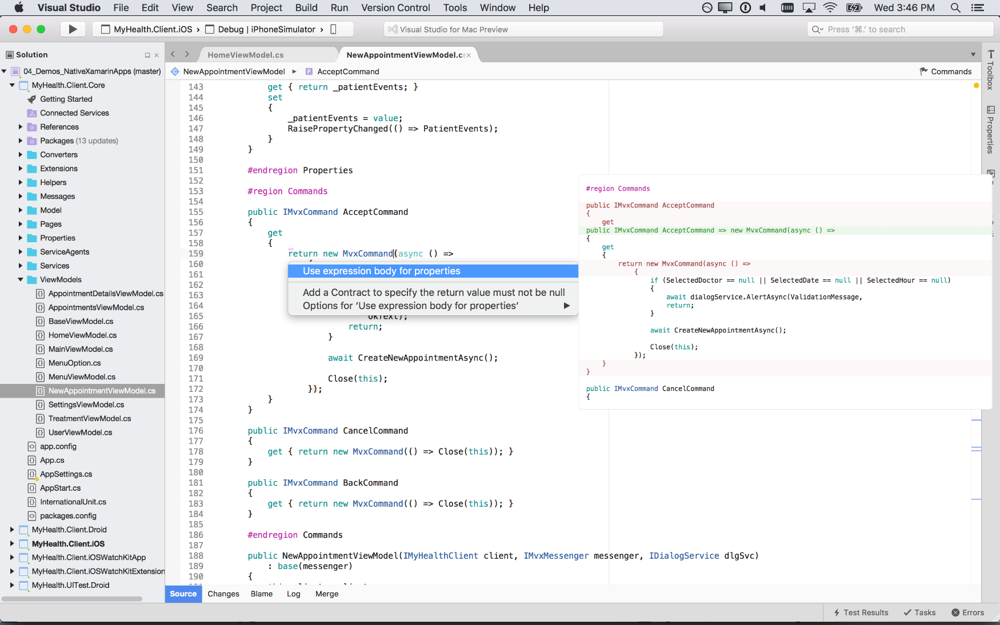 Visual Studio File Edit View Search Project Build Run Version Control Tools Window Help Wed 3:46 PM
MyHealth.Client.iOS › Debug | iPhoneSimulator ›
Visual Studio for Mac Preview
Press ‘⌘.’ to search
Solution
04_Demos_NativeXamarinApps (master)
MyHealth.Client.Core
Getting Started
Connected Services
References
Packages (13 updates)
Converters
Extensions
Helpers
Messages
Model
Pages
Properties
ServiceAgents
Services
ViewModels
AppointmentDetailsViewModel.cs
AppointmentsViewModel.cs
BaseViewModel.cs
HomeViewModel.cs
MainViewModel.cs
MenuOption.cs
MenuViewModel.cs
NewAppointmentViewModel.cs
SettingsViewModel.cs
TreatmentViewModel.cs
UserViewModel.cs
app.config
App.cs
AppSettings.cs
AppStart.cs
InternationalUnit.cs
packages.config
MyHealth.Client.Droid
MyHealth.Client.iOS
MyHealth.Client.iOSWatchKitApp
MyHealth.Client.iOSWatchKitExtension
MyHealth.UITest.Droid
HomeViewModel.cs
NewAppointmentViewModel.cs
NewAppointmentViewModel AcceptCommand
Commands
143 get { return _patientEvents; }
144 set
145 {
146 _patientEvents = value;
147 RaisePropertyChanged(() => PatientEvents);
148 }
149 }
150
151 #endregion Properties
152
153 #region Commands
154
155 public IMvxCommand AcceptCommand
156 {
157 get
158 {
159 return new MvxCommand(async () =>
160
161
162
163
164
165 OkText);
166 return;
167 }
168
169 await CreateNewAppointmentAsync();
170
171 Close(this);
172 });
173 }
174 }
175
176 public IMvxCommand CancelCommand
177 {
178 get { return new MvxCommand(() => Close(this)); }
179 }
180
181 public IMvxCommand BackCommand
182 {
183 get { return new MvxCommand(() => Close(this)); }
184 }
185
186 #endregion Commands
187
188 public NewAppointmentViewModel(IMyHealthClient client, IMvxMessenger messenger, IDialogService dlgSvc)
189 : base(messenger)
190 {
Use expression body for properties
Add a Contract to specify the return value must not be null
Options for ‘Use expression body for properties’
#region Commands
public IMvxCommand AcceptCommand
{
get
public IMvxCommand AcceptCommand => new MvxCommand(async () =>
{
get
{
return new MvxCommand(async () =>
{
if (SelectedDoctor == null || SelectedDate == null || SelectedHour == null)
{
await dialogService.AlertAsync(ValidationMessage,
return;
}
await CreateNewAppointmentAsync();
Close(this);
});
}
}
public IMvxCommand CancelCommand
{
Toolbox
Properties
Source Changes Blame Log Merge
Test Results Tasks Errors